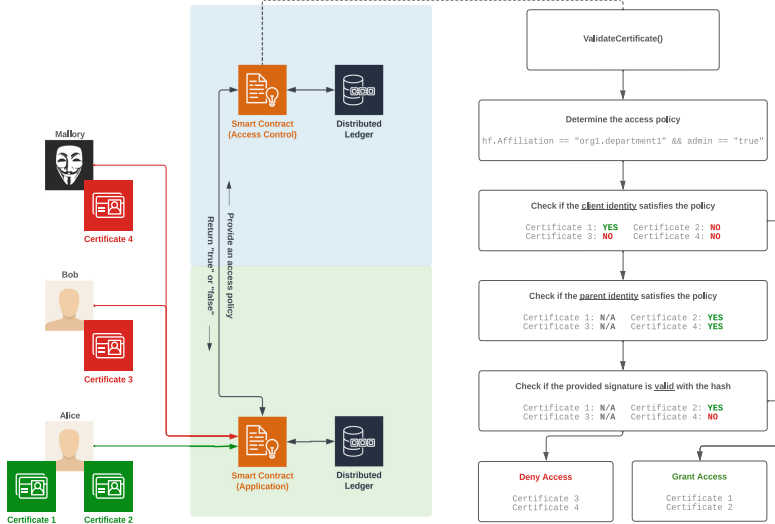 Mallory
Certificate 4
Bob
Certificate 3
Alice
Certificate 1
Certificate 2
Smart Contract
(Access Control)
Distributed
Ledger
Return "true" or "false"
Provide an access policy
Smart Contract
(Application)
Distributed
Ledger
ValidateCertificate()
Determine the access policy
hf.Affiliation == "org1.department1" && admin == "true"
Check if the client identity satisfies the policy
Certificate 1: YES Certificate 2: NO
Certificate 3: NO Certificate 4: NO
Check if the parent identity satisfies the policy
Certificate 1: N/A Certificate 2: YES
Certificate 3: N/A Certificate 4: YES
Check if the provided signature is valid with the hash
Certificate 1: N/A Certificate 2: YES
Certificate 3: N/A Certificate 4: NO
Deny Access
Certificate 3
Certificate 4
Grant Access
Certificate 1
Certificate 2